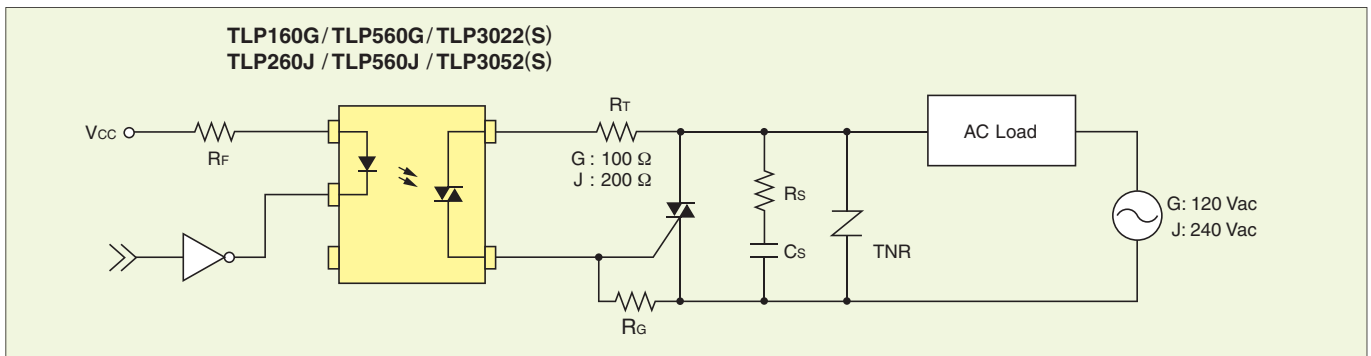 TLP160G/TLP560G/TLP3022(S)
TLP260J/TLP560J/TLP3052(S)
VCC
RF
RT
G : 100 Ω
J : 200 Ω
RS
CS
TNR
RG
AC Load
G: 120 Vac
J: 240 Vac